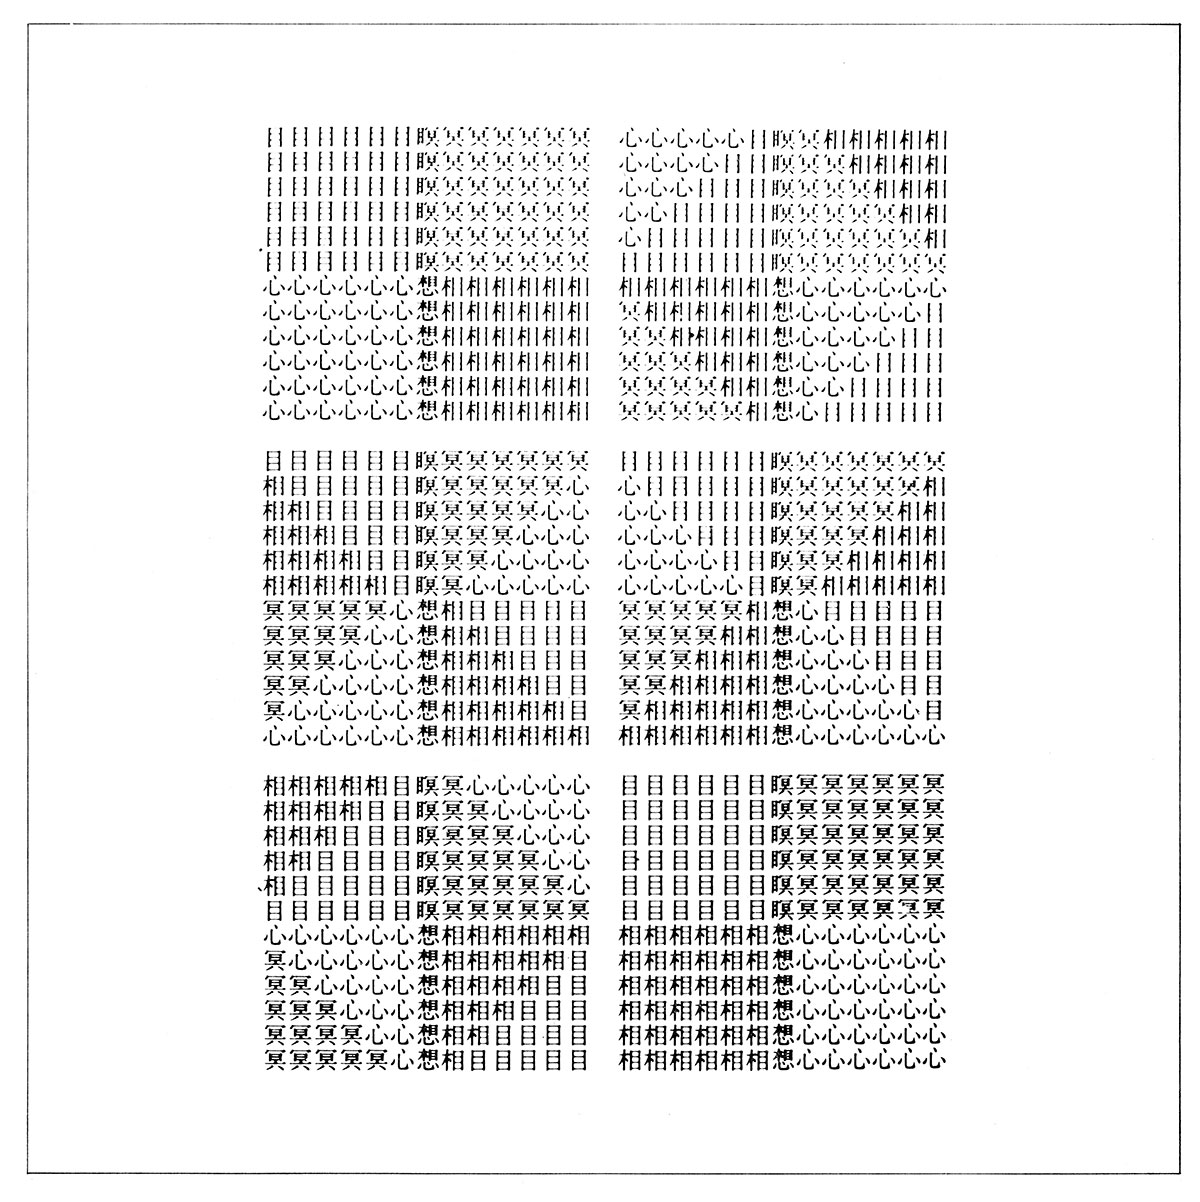 目目目目目目瞑冥冥冥冥冥冥 心心心心心目瞑冥相相相相相
目目目目目目瞑冥冥冥冥冥冥 心心心心目目瞑冥冥相相相相
目目目目目目瞑冥冥冥冥冥冥 心心心目目目瞑冥冥冥相相相
目目目目目目瞑冥冥冥冥冥冥 心心目目目目瞑冥冥冥冥相相
目目目目目目瞑冥冥冥冥冥冥 心目目目目目瞑冥冥冥冥冥相
目目目目目目瞑冥冥冥冥冥冥 目目目目目目瞑冥冥冥冥冥冥
心心心心心心想相相相相相相 相相相相相相想心心心心心心
心心心心心心想相相相相相相 冥相相相相相想心心心心心目
心心心心心心想相相相相相相 冥冥相相相相想心心心心目目
心心心心心心想相相相相相相 冥冥冥相相相想心心心目目目
心心心心心心想相相相相相相 冥冥冥冥相相想心心目目目目
心心心心心心想相相相相相相 冥冥冥冥冥相想心目目目目目
目目目目目目瞑冥冥冥冥冥冥 目目目目目目瞑冥冥冥冥冥冥
相目目目目目瞑冥冥冥冥冥心 心目目目目目瞑冥冥冥冥冥相
相相目目目目瞑冥冥冥冥心心 心心目目目目瞑冥冥冥冥相相
相相相目目目瞑冥冥冥心心心 心心心目目目瞑冥冥冥相相相
相相相相目目瞑冥冥心心心心 心心心心目目瞑冥冥相相相相
相相相相相目瞑冥心心心心心 心心心心心目瞑冥相相相相相
冥冥冥冥冥心想相目目目目目 冥冥冥冥冥相想心目目目目目
冥冥冥冥心心想相相目目目目 冥冥冥冥相相想心心目目目目
冥冥冥心心心想相相相目目目 冥冥冥相相相想心心心目目目
冥冥心心心心想相相相相目目 冥冥相相相相想心心心心目目
冥心心心心心想相相相相相目 冥相相相相相想心心心心心目
心心心心心心想相相相相相相 相相相相相相想心心心心心心
相相相相相目瞑冥心心心心心 目目目目目目瞑冥冥冥冥冥冥
相相相相目目瞑冥冥心心心心 目目目目目目瞑冥冥冥冥冥冥
相相相目目目瞑冥冥冥心心心 目目目目目目瞑冥冥冥冥冥冥
相相目目目目瞑冥冥冥冥心心 目目目目目目瞑冥冥冥冥冥冥
相目目目目目瞑冥冥冥冥冥心 目目目目目目瞑冥冥冥冥冥冥
目目目目目目瞑冥冥冥冥冥冥 目目目目目目瞑冥冥冥冥冥冥
心心心心心心想相相相相相相 相相相相相相想心心心心心心
冥心心心心心想相相相相相目 相相相相相相想心心心心心心
冥冥心心心心想相相相相目目 相相相相相相想心心心心心心
冥冥冥心心心想相相相目目目 相相相相相相想心心心心心心
冥冥冥冥心心想相相目目目目 相相相相相相想心心心心心心
冥冥冥冥冥心想相目目目目目 相相相相相相想心心心心心心